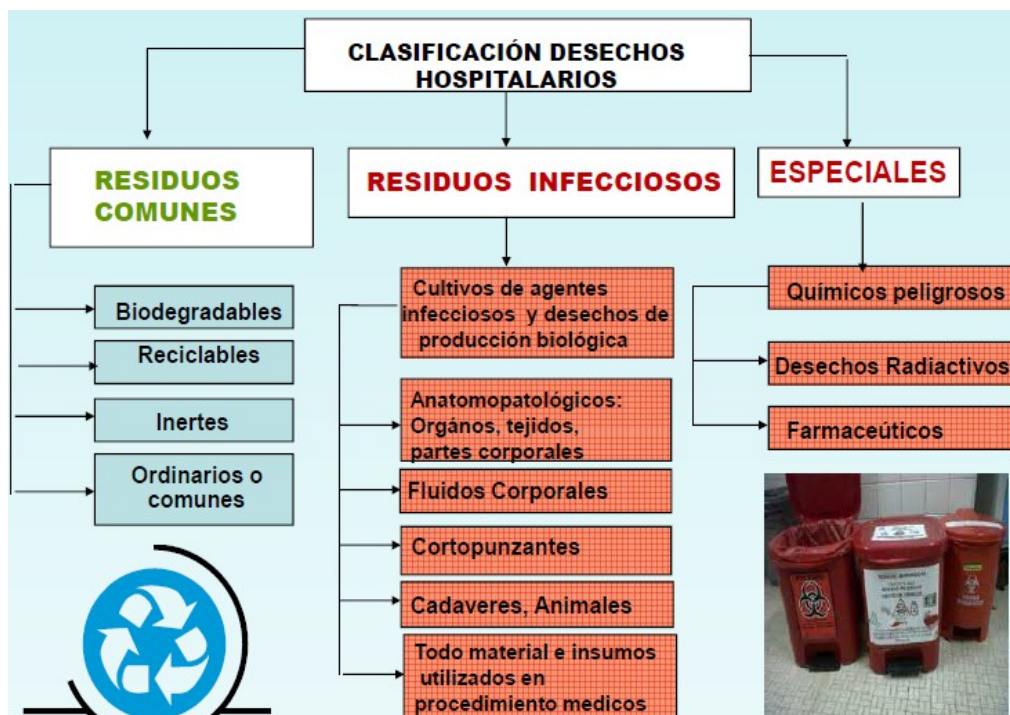 CLASIFICACIÓN DESECHOS
HOSPITALARIOS
RESIDUOS
COMUNES
Biodegradables
Reciclables
Inertes
Ordinarios o
comunes
RESIDUOS INFECCIOSOS
Cultivos de agentes
infecciosos y desechos de
producción biológica
Anatomopatológicos:
Orgános, tejidos,
partes corporales
Fluidos Corporales
Cortopunzantes
Cadaveres, Animales
Todo material e insumos
utilizados en
procedimiento medicos
ESPECIALES
Químicos peligrosos
Desechos Radiactivos
Farmaceúticos